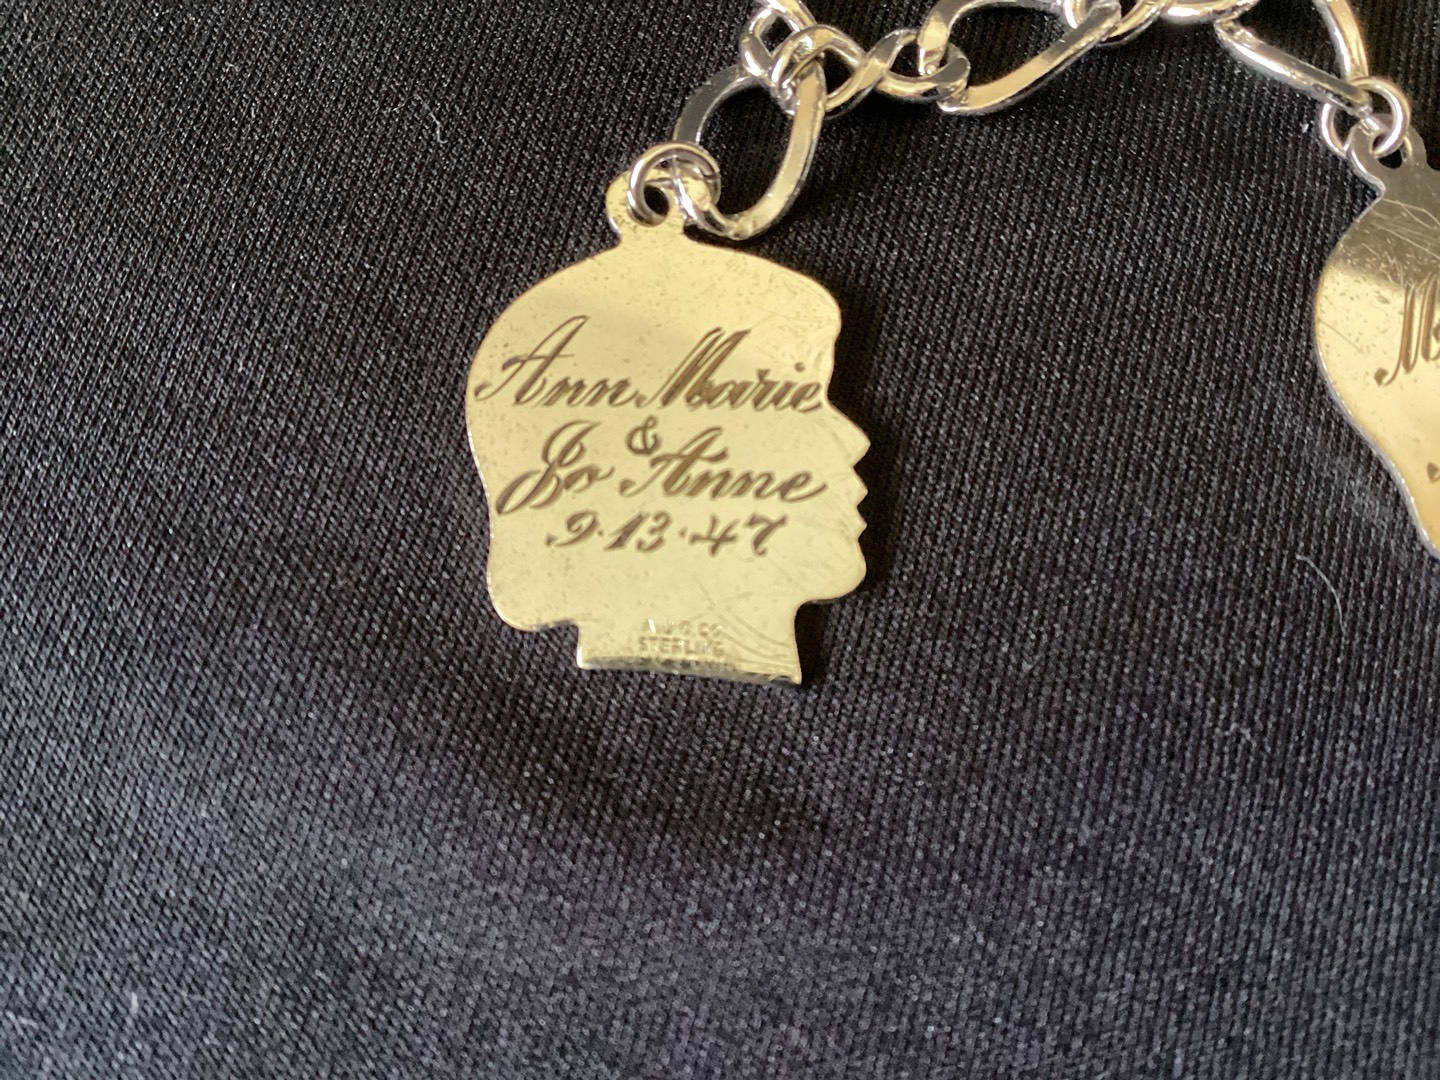 Ann Marie
&
Jo Anne
9·13·47
STERLING